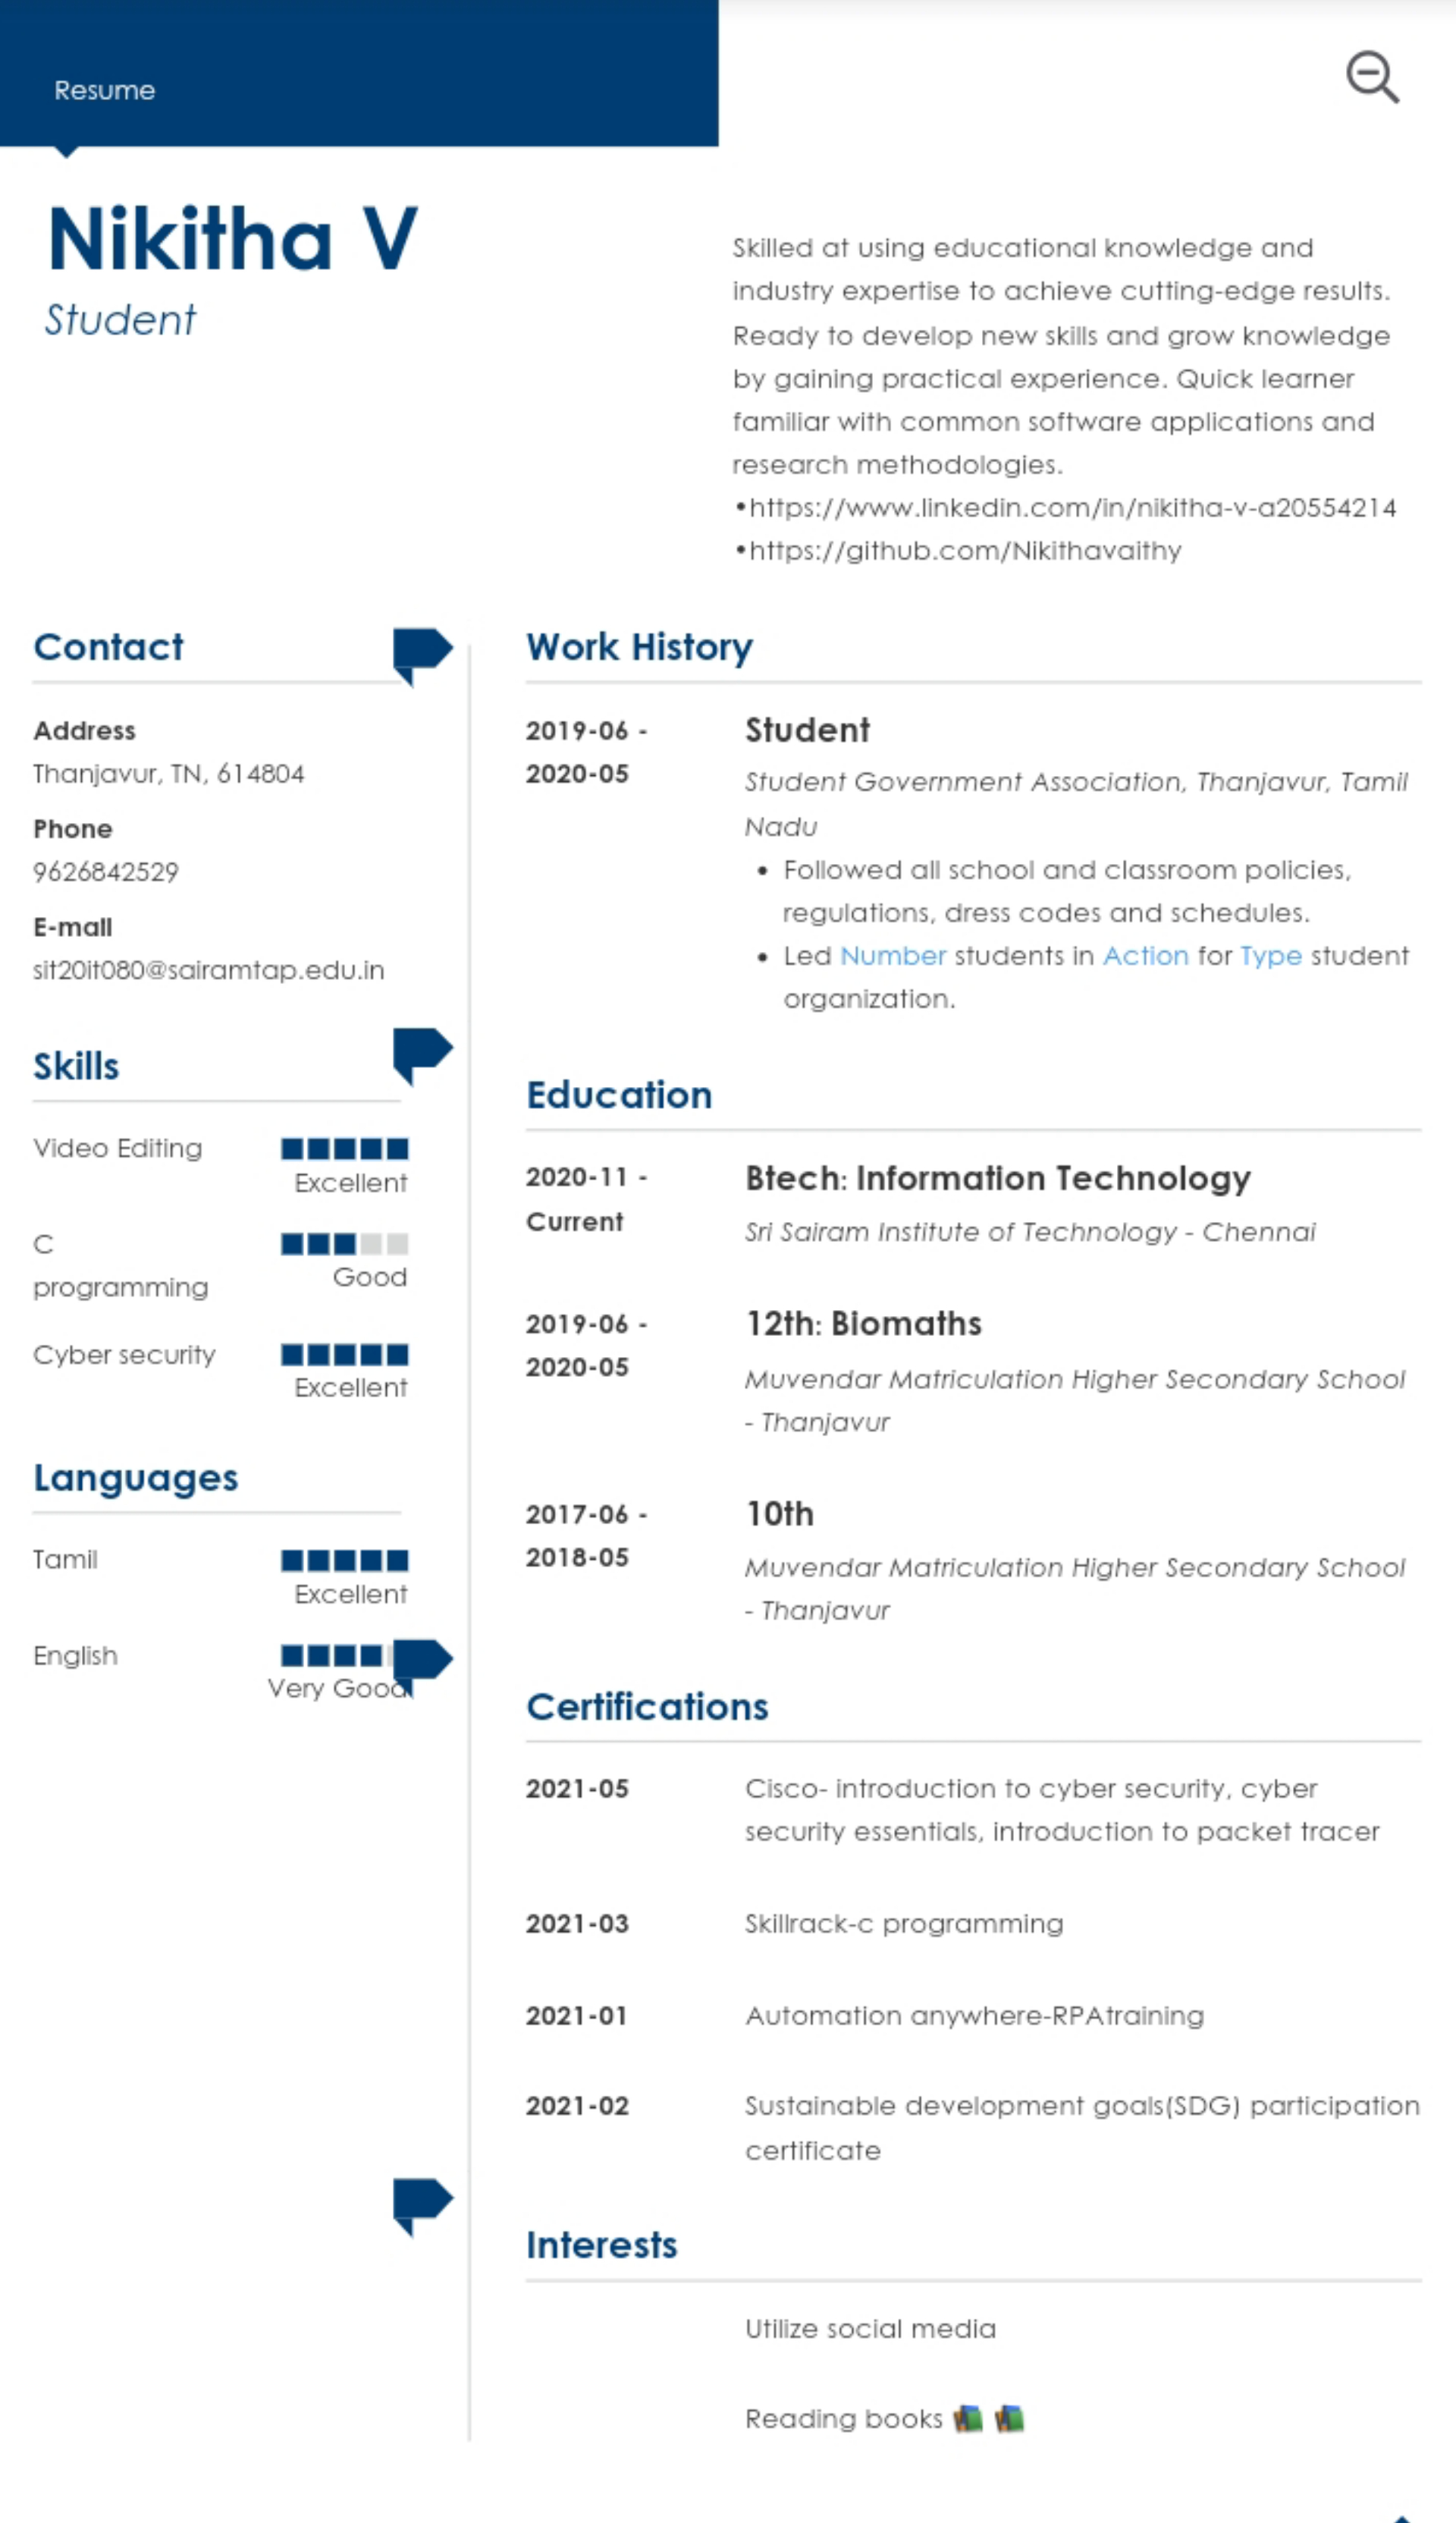 Resume
Nikitha V
Student
Skilled at using educational knowledge and
industry expertise to achieve cutting-edge results.
Ready to develop new skills and grow knowledge
by gaining practical experience. Quick learner
familiar with common software applications and
research methodologies.
•https://www.linkedin.com/in/nikitha-v-a20554214
•https://github.com/Nikithavaithy
Contact
Address
Thanjavur, TN, 614804
Phone
9626842529
E-mail
sit20it080@sairamtap.edu.in
Skills
Video Editing
Excellent
C
programming
Good
Cyber security
Excellent
Languages
Tamil
Excellent
English
Very Good
Work History
2019-06 -
2020-05
Student
Student Government Association, Thanjavur, Tamil
Nadu
• Followed all school and classroom policies,
regulations, dress codes and schedules.
• Led Number students in Action for Type student
organization.
Education
2020-11 -
Current
Btech: Information Technology
Sri Sairam Institute of Technology - Chennai
2019-06 -
2020-05
12th: Biomaths
Muvendar Matriculation Higher Secondary School
- Thanjavur
2017-06 -
2018-05
10th
Muvendar Matriculation Higher Secondary School
- Thanjavur
Certifications
2021-05
Cisco- introduction to cyber security, cyber
security essentials, introduction to packet tracer
2021-03
Skillrack-c programming
2021-01
Automation anywhere-RPAtraining
2021-02
Sustainable development goals(SDG) participation
certificate
Interests
Utilize social media
Reading books 📚 📚